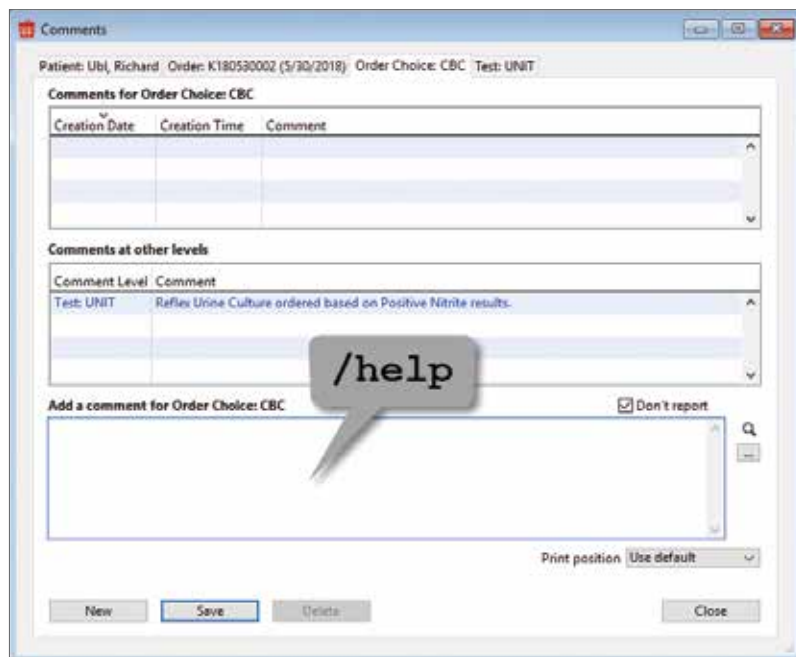 Comments
Patient: Ubl, Richard Order: K180530002 (5/30/2018) Order Choice: CBC Test: UNIT
Comments for Order Choice: CBC
Creation Date Creation Time Comment
Comments at other levels
Comment Level Comment
Test: UNIT Reflex Urine Culture ordered based on Positive Nitrite results.
/help
Add a comment for Order Choice: CBC Don't report
...
Print position Use default
New Save Delete Close